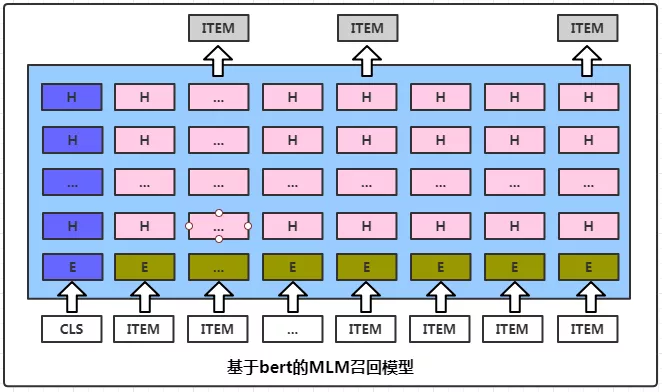 ITEM ITEM ITEM
H H ... H H H H H
H H ... H H H H H
... ... ... ... ... ... ... ...
H H ... H H H H H
E E ... E E E E E
CLS ITEM ITEM ... ITEM ITEM ITEM ITEM
基于bert的MLM召回模型